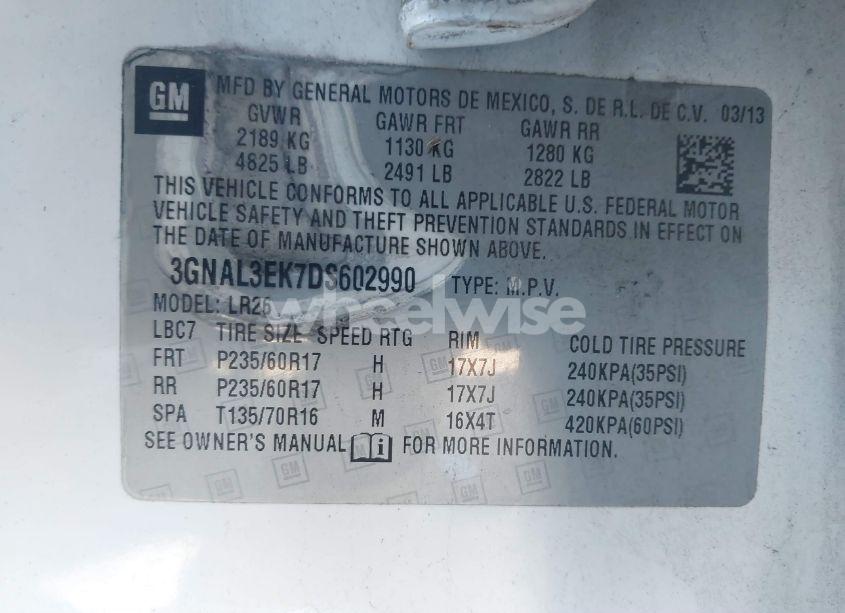 GM MFD BY GENERAL MOTORS DE MEXICO, S. DE R.L. DE C.V. 03/13
GVWR GAWR FRT GAWR RR
2189 KG 1130 KG 1280 KG
4825 LB 2491 LB 2822 LB
THIS VEHICLE CONFORMS TO ALL APPLICABLE U.S. FEDERAL MOTOR
VEHICLE SAFETY AND THEFT PREVENTION STANDARDS IN EFFECT ON
THE DATE OF MANUFACTURE SHOWN ABOVE.
3GNAL3EK7DS602990 TYPE: M.P.V.
MODEL: LR26
wheelwise
LBC7 TIRE SIZE SPEED RTG RIM COLD TIRE PRESSURE
FRT P235/60R17 H 17X7J 240KPA(35PSI)
RR P235/60R17 H 17X7J 240KPA(35PSI)
SPA T135/70R16 M 16X4T 420KPA(60PSI)
SEE OWNER'S MANUAL i FOR MORE INFORMATION.